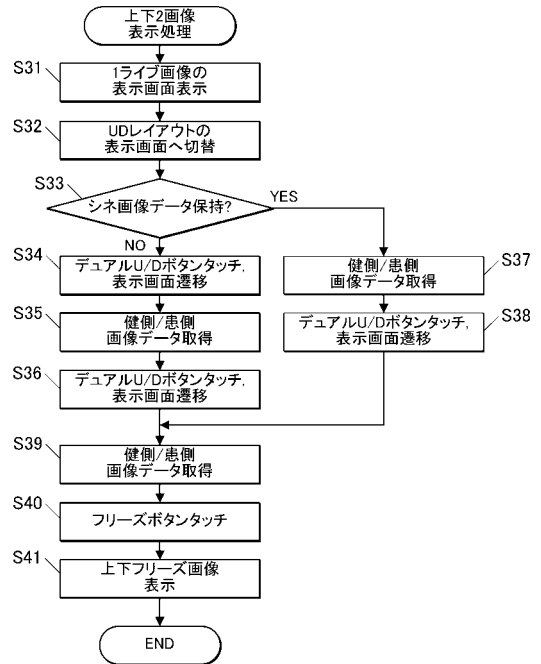 上下2画像
表示処理
S31
1ライブ画像の
表示画面表示
S32
UDレイアウトの
表示画面へ切替
S33
シネ画像データ保持?
YES
NO
S34
デュアルU/Dボタンタッチ,
表示画面遷移
S35
健側/患側
画像データ取得
S36
デュアルU/Dボタンタッチ,
表示画面遷移
S37
健側/患側
画像データ取得
S38
デュアルU/Dボタンタッチ,
表示画面遷移
S39
健側/患側
画像データ取得
S40
フリーズボタンタッチ
S41
上下フリーズ画像
表示
END